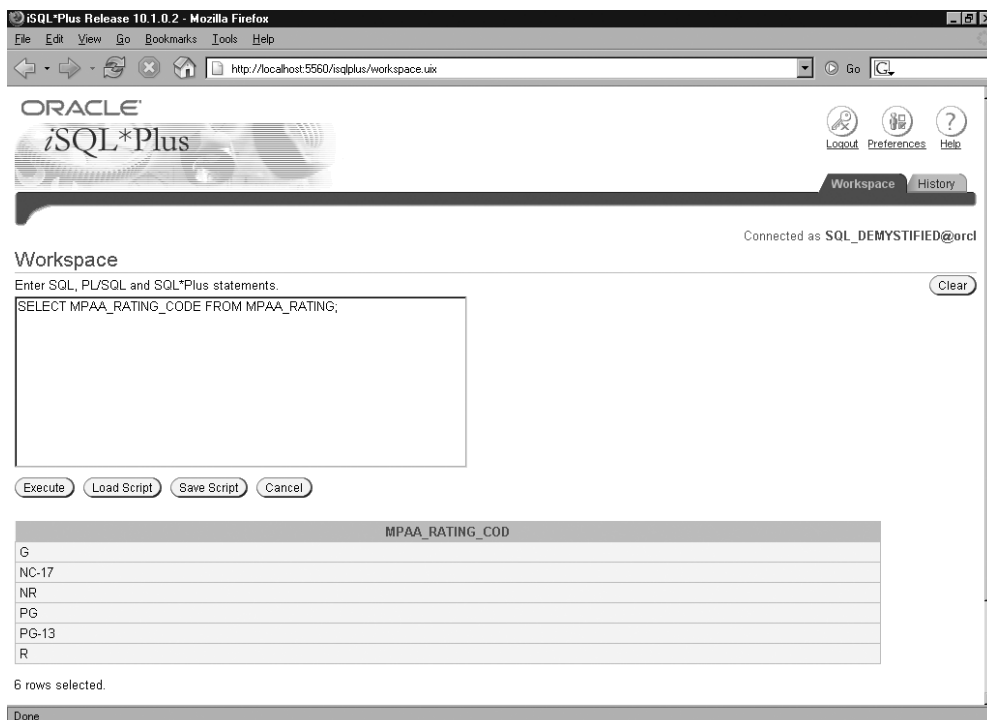 iSQL*Plus Release 10.1.0.2 - Mozilla Firefox
File Edit View Go Bookmarks Tools Help
http://localhost:5560/isqlplus/workspace.uix
Go
G
ORACLE
iSQL*Plus
Logout Preferences Help
Workspace History
Connected as SQL_DEMYSTIFIED@orcl
Workspace
Enter SQL, PL/SQL and SQL*Plus statements.
Clear
SELECT MPAA_RATING_CODE FROM MPAA_RATING;
Execute Load Script Save Script Cancel
MPAA_RATING_COD
G
NC-17
NR
PG
PG-13
R
6 rows selected.
Done